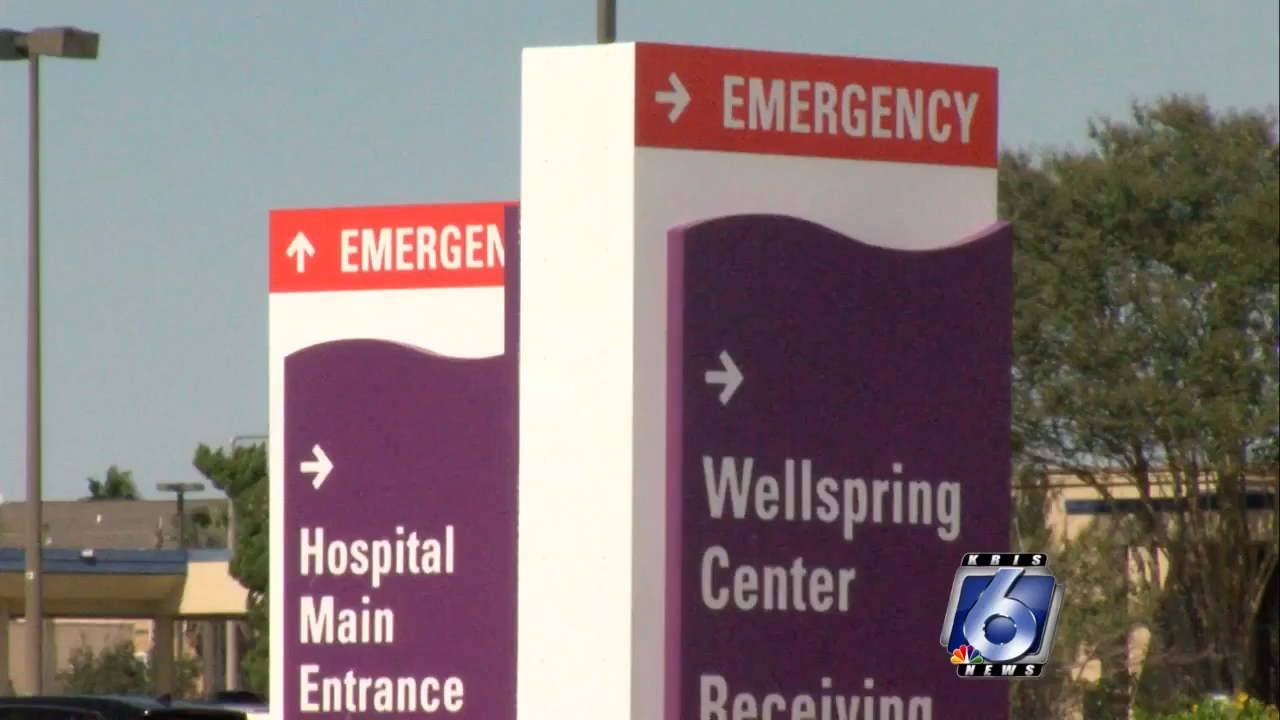 → EMERGENCY
↑ EMERGEN
→
Hospital
Main
Entrance
→
Wellspring
Center
Receiving
KRIS
6
NEWS